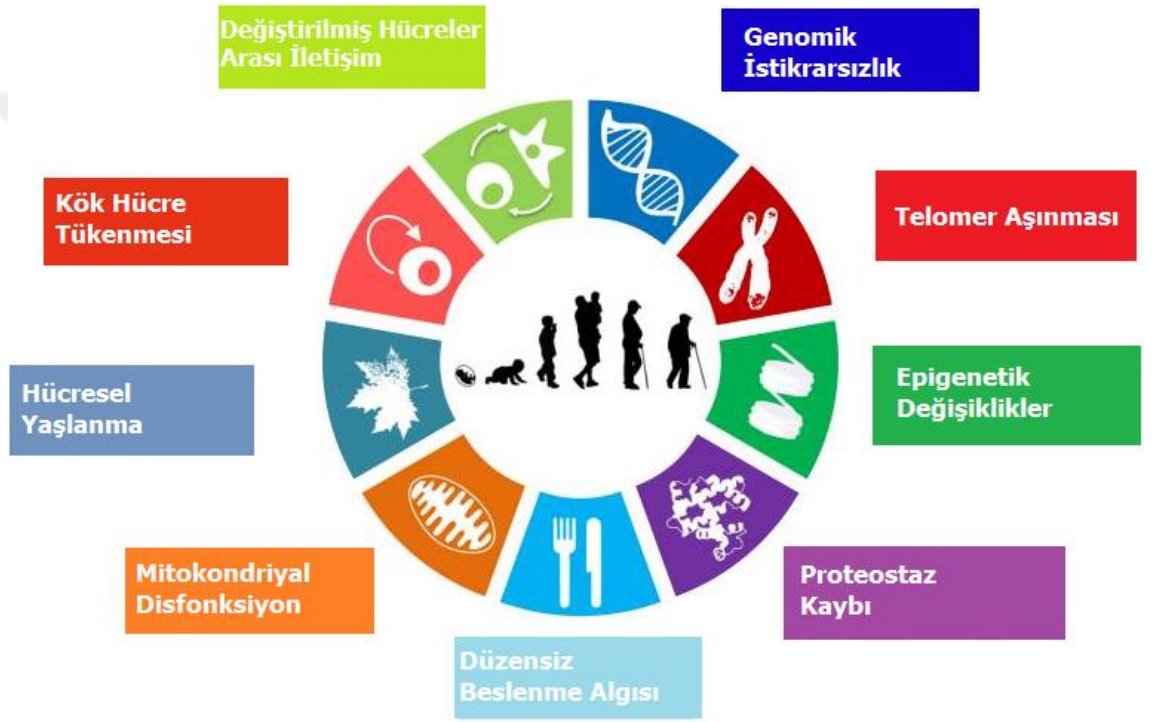 Değiştirilmiş Hücreler
Arası İletişim
Genomik
İstikrarsızlık
Kök Hücre
Tükenmesi
Telomer Aşınması
Hücresel
Yaşlanma
Epigenetik
Değişiklikler
Mitokondriyal
Disfonksiyon
Proteostaz
Kaybı
Düzensiz
Beslenme Algısı